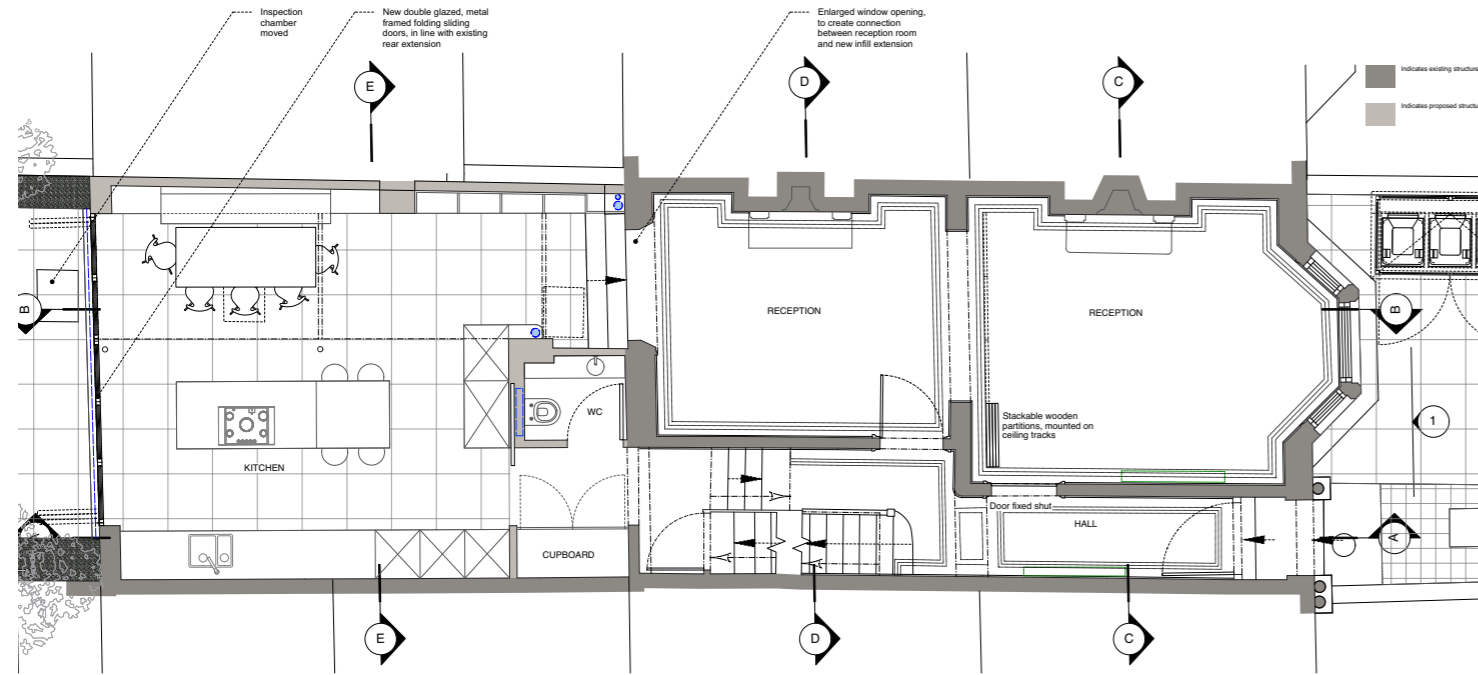 Inspection
chamber
moved
New double glazed, metal
framed folding sliding
doors, in line with existing
rear extension
Enlarged window opening,
to create connection
between reception room
and new infill extension
Indicates existing structure
Indicates proposed
E
D
C
B
RECEPTION
RECEPTION
B
WC
Stackable wooden
partitions, mounted on
ceiling tracks
1
KITCHEN
Door fixed shut
HALL
A
CUPBOARD
E
D
C